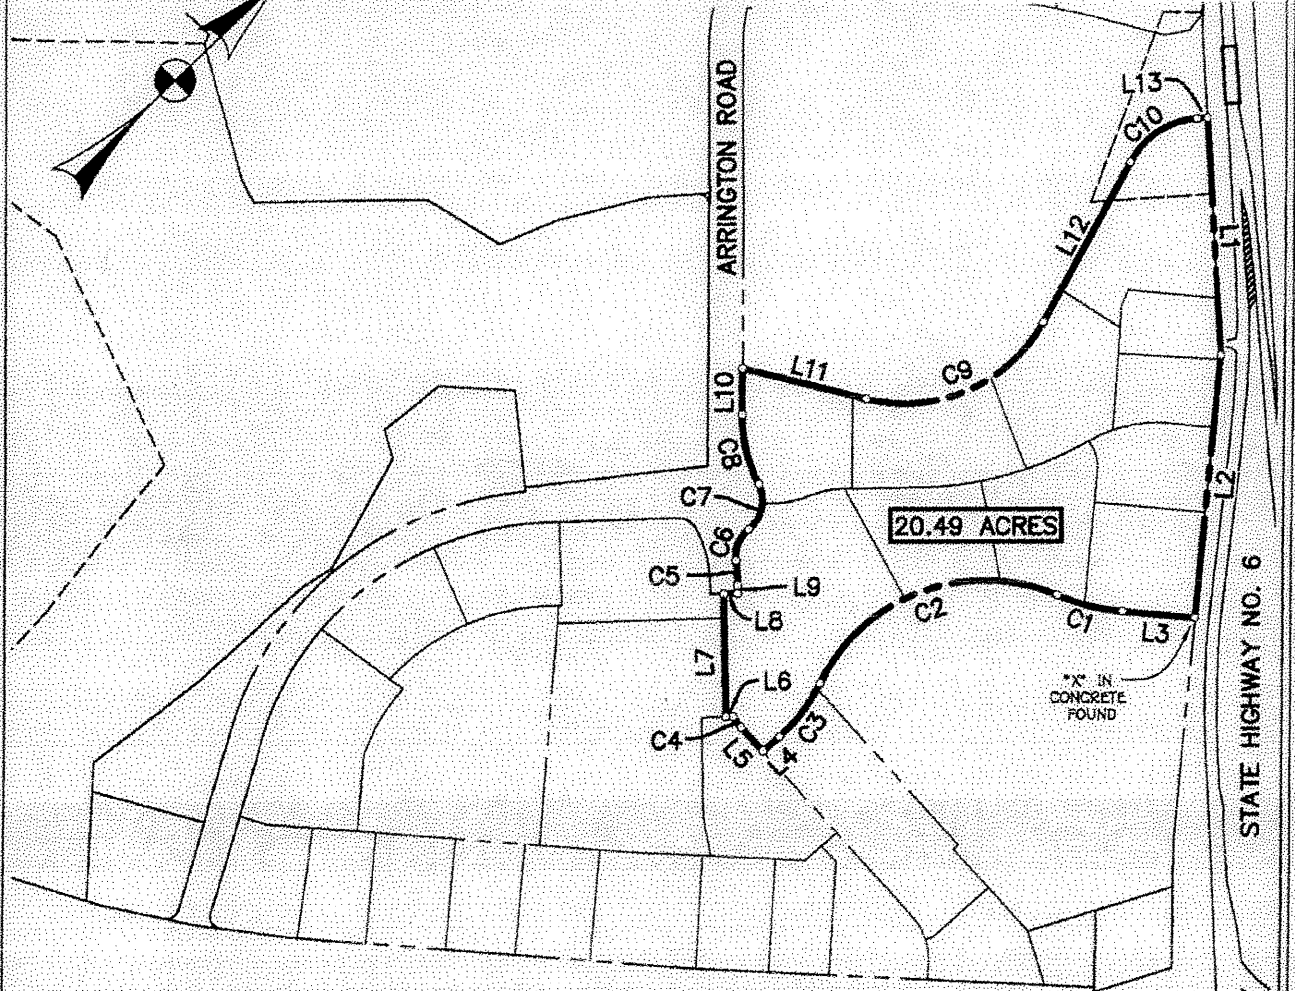 L13
C10
ARRINGTON ROAD
L12
L1
L11
C9
L10
C8
L2
C7
20.49 ACRES
C6
C5
L9
C2
L8
C1
L3
STATE HIGHWAY NO. 6
L7
L6
"X" IN
CONCRETE
FOUND
C3
C4
L5
L4